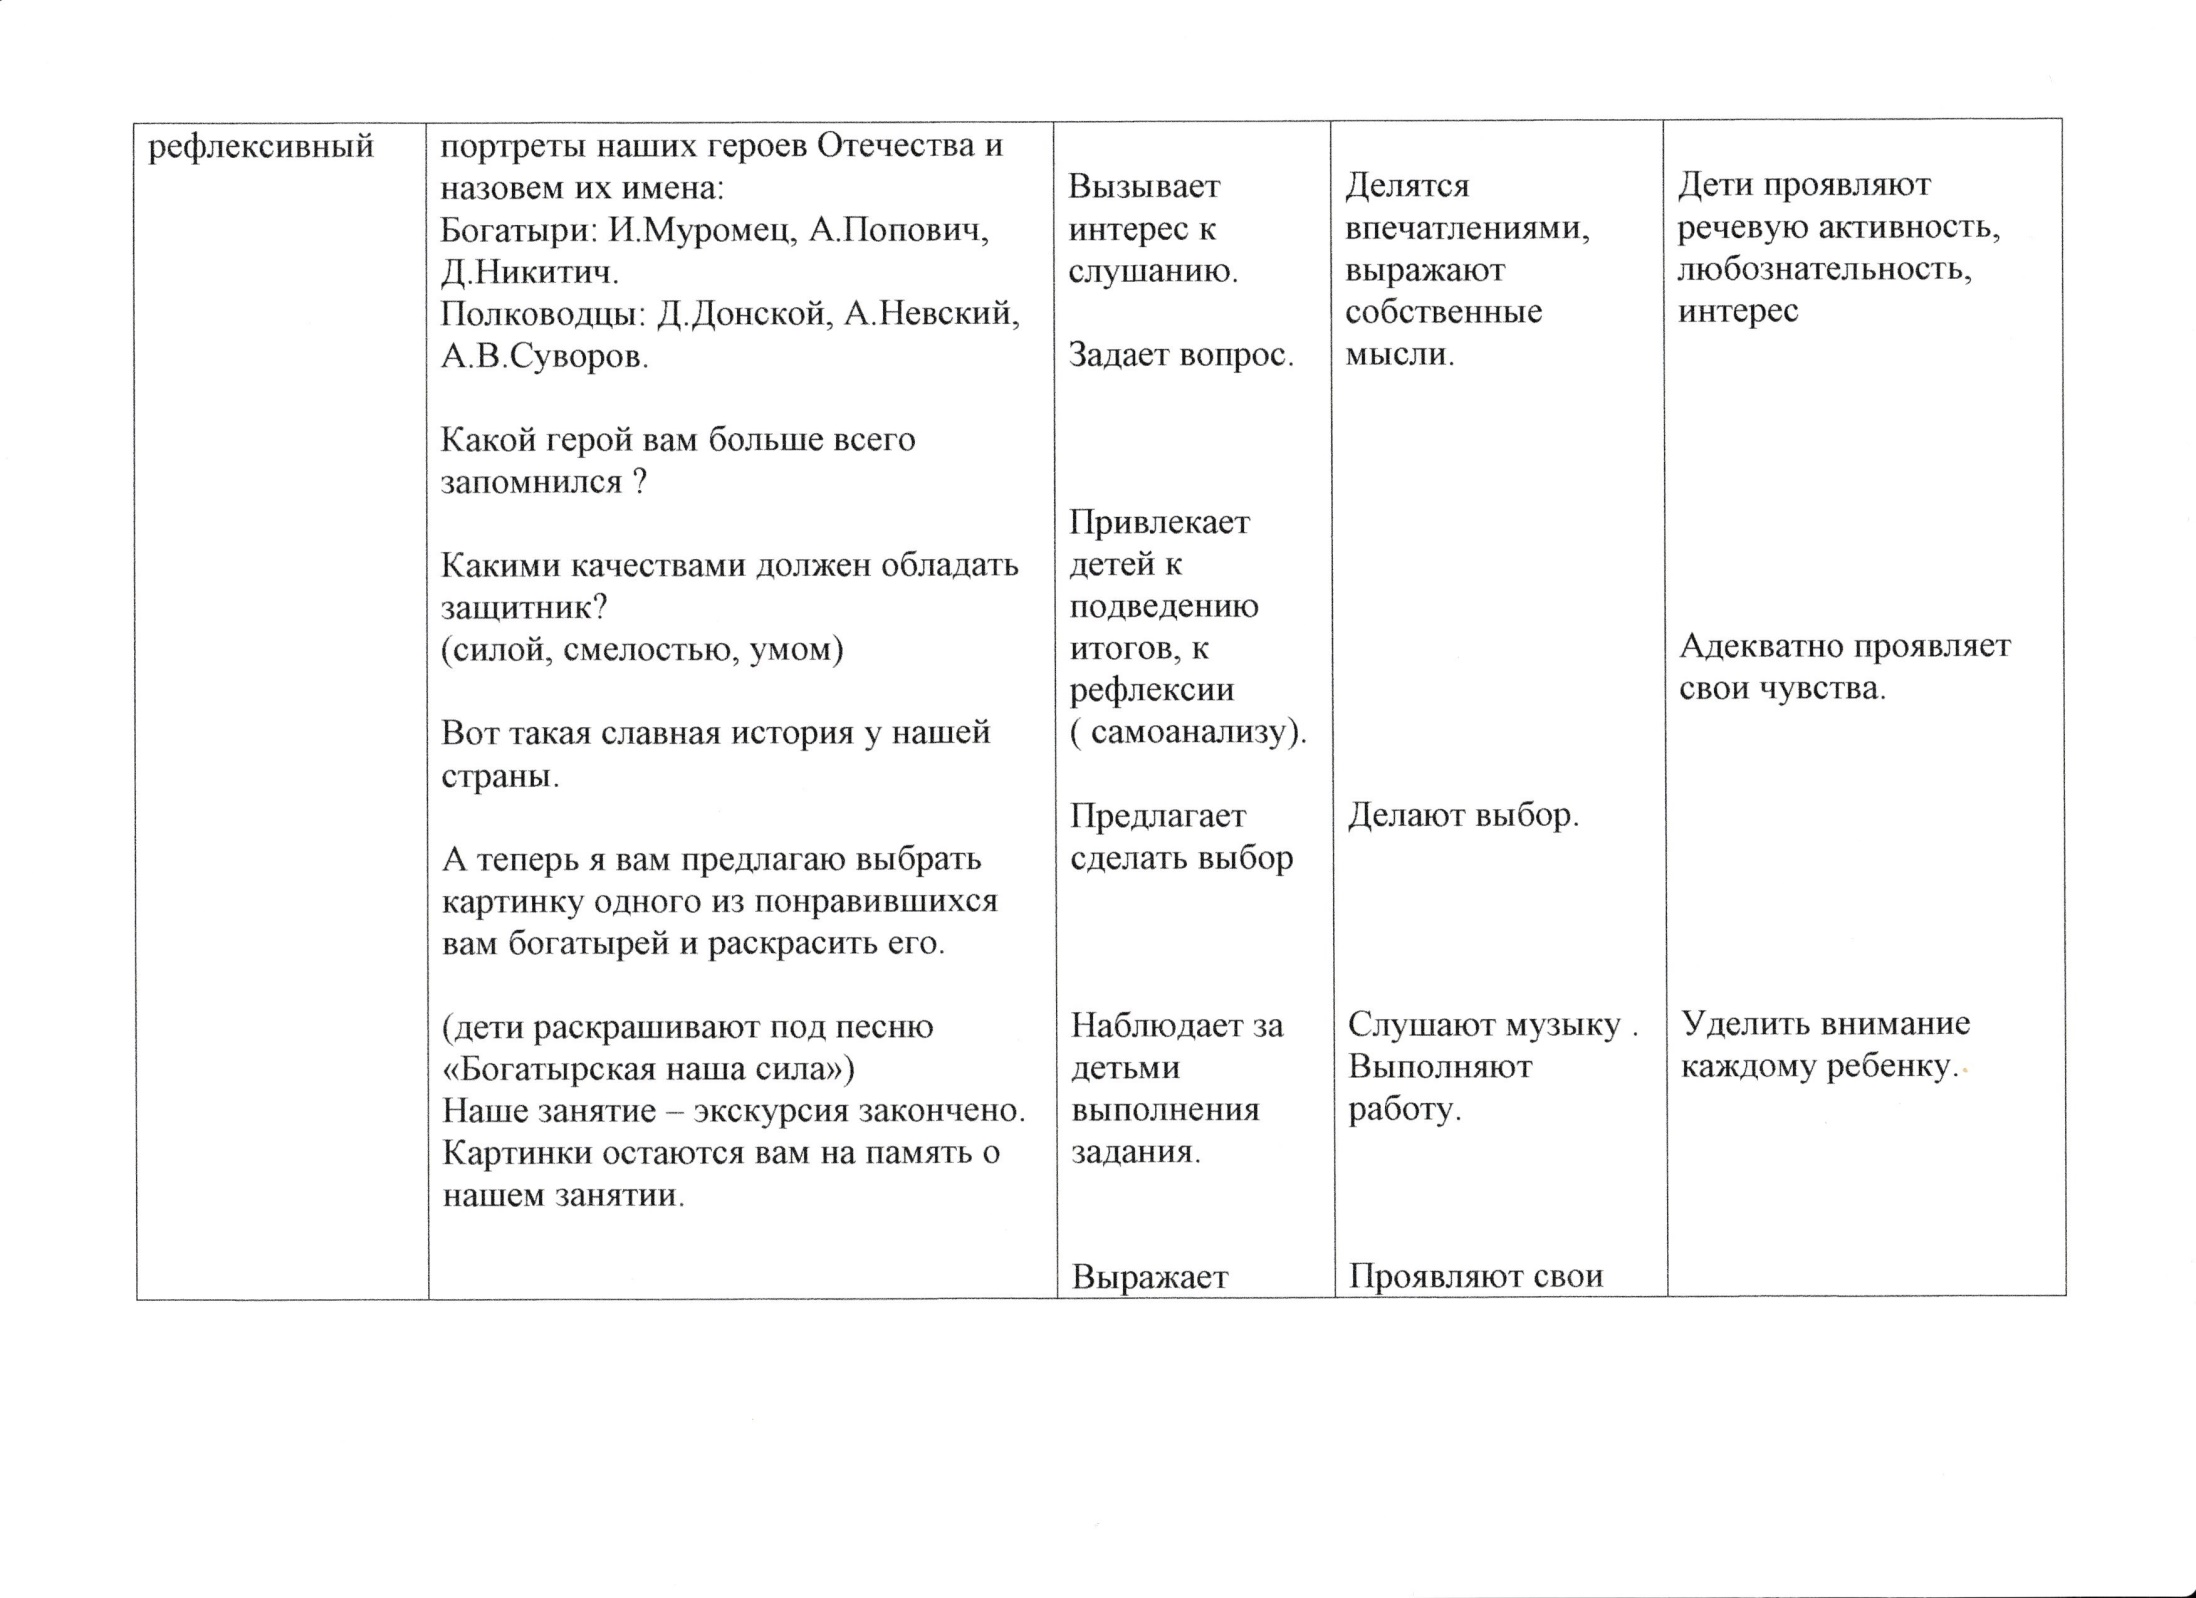 рефлексивный
портреты наших героев Отечества и
назовем их имена:
Богатыри: И.Муромец, А.Попович,
Д.Никитич.
Полководцы: Д.Донской, А.Невский,
А.В.Суворов.
Какой герой вам больше всего
запомнился ?
Какими качествами должен обладать
защитник?
(силой, смелостью, умом)
Вот такая славная история у нашей
страны.
А теперь я вам предлагаю выбрать
картинку одного из понравившихся
вам богатырей и раскрасить его.
(дети раскрашивают под песню
«Богатырская наша сила»)
Наше занятие – экскурсия закончено.
Картинки остаются вам на память о
нашем занятии.
Вызывает
интерес к
слушанию.
Задает вопрос.
Привлекает
детей к
подведению
итогов, к
рефлексии
( самоанализу).
Предлагает
сделать выбор
Наблюдает за
детьми
выполнения
задания.
Выражает
Делятся
впечатлениями,
выражают
собственные
мысли.
Делают выбор.
Слушают музыку .
Выполняют
работу.
Проявляют свои
Дети проявляют
речевую активность,
любознательность,
интерес
Адекватно проявляет
свои чувства.
Уделить внимание
каждому ребенку.